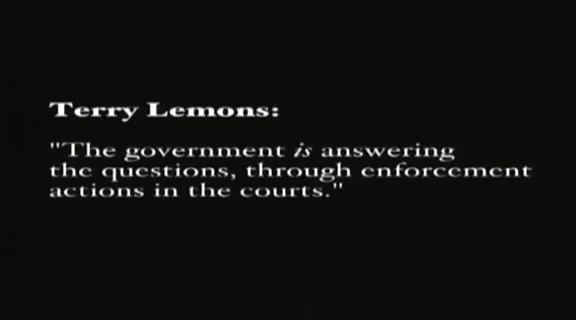 Terry Lemons:
"The government is answering
the questions, through enforcement
actions in the courts."